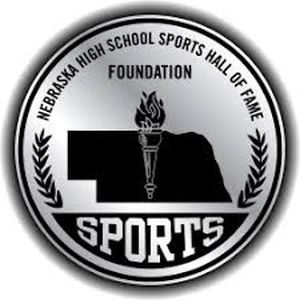 NEBRASKA HIGH SCHOOL SPORTS HALL OF FAME
FOUNDATION
SPORTS